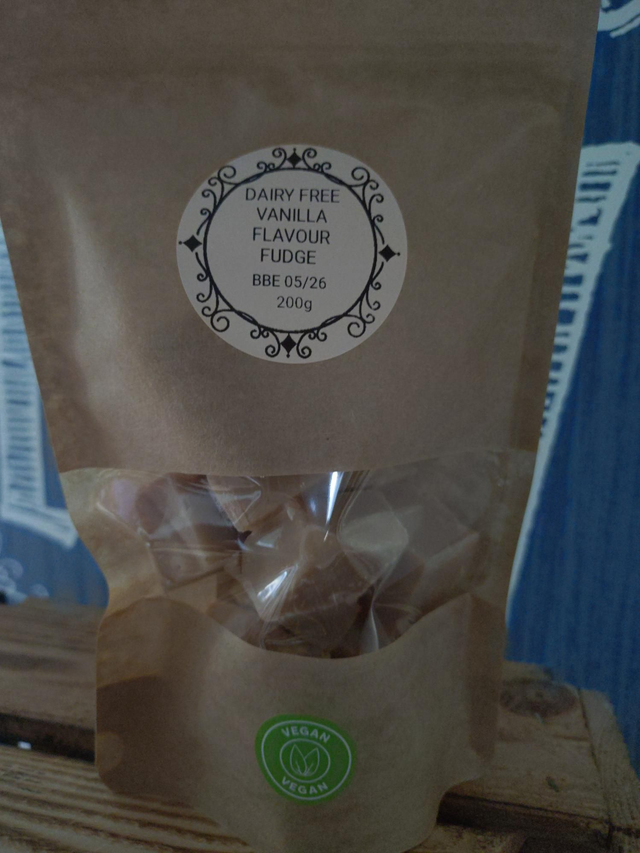 DAIRY FREE
VANILLA
FLAVOUR
FUDGE
BBE 05/26
200g
VEGAN
VEGAN